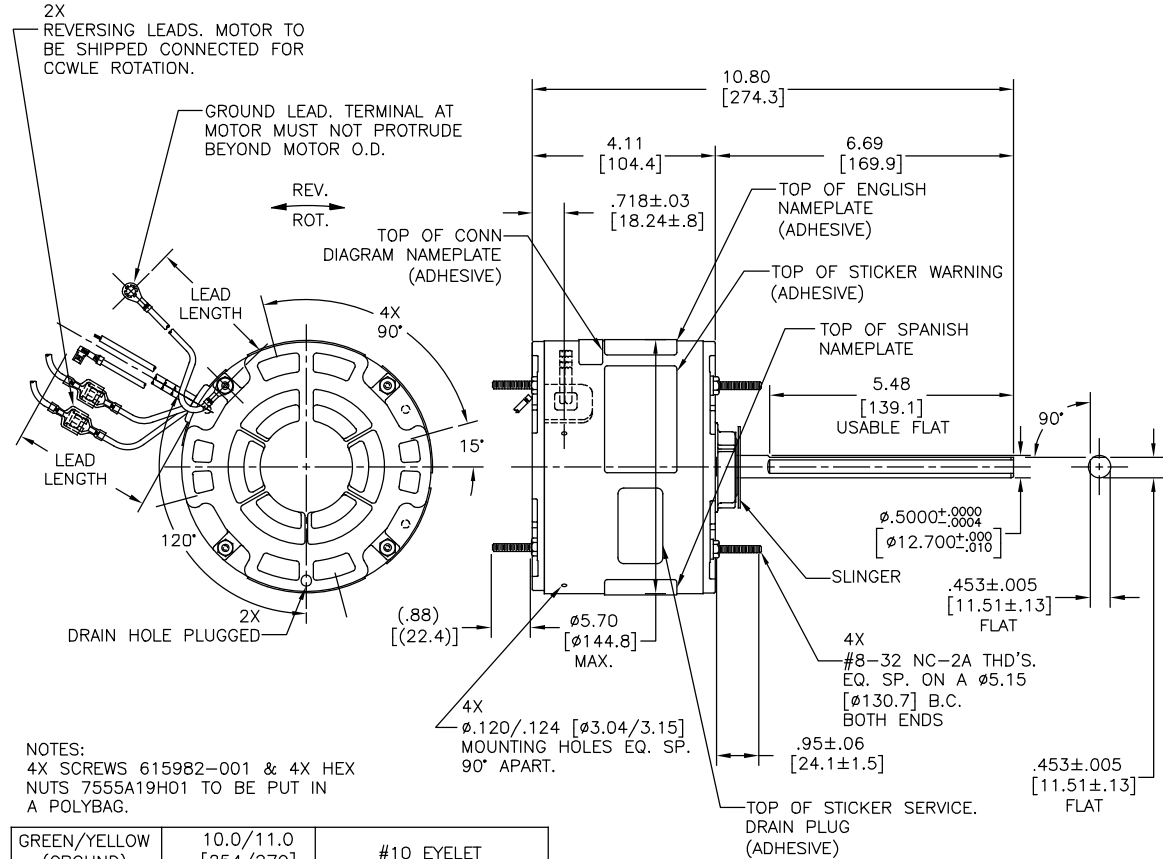 2X
REVERSING LEADS. MOTOR TO
BE SHIPPED CONNECTED FOR
CCWLE ROTATION.
GROUND LEAD. TERMINAL AT
MOTOR MUST NOT PROTRUDE
BEYOND MOTOR O.D.
REV.
ROT.
LEAD
LENGTH
4X
90°
15°
LEAD
LENGTH
120°
2X
DRAIN HOLE PLUGGED
10.80
[274.3]
4.11
[104.4]
6.69
[169.9]
.718±.03
[18.24±.8]
TOP OF CONN
DIAGRAM NAMEPLATE
(ADHESIVE)
TOP OF ENGLISH
NAMEPLATE
(ADHESIVE)
TOP OF STICKER WARNING
(ADHESIVE)
TOP OF SPANISH
NAMEPLATE
5.48
[139.1]
USABLE FLAT
90°
ø.5000+.0000
-.0004
[ø12.700+.000
-.010]
SLINGER
.453±.005
[11.51±.13]
FLAT
(.88)
[(22.4)]
ø5.70
[ø144.8]
MAX.
4X
#8-32 NC-2A THD'S.
EQ. SP. ON A ø5.15
[ø130.7] B.C.
BOTH ENDS
4X
ø.120/.124 [ø3.04/3.15]
MOUNTING HOLES EQ. SP.
90° APART.
.95±.06
[24.1±1.5]
.453±.005
[11.51±.13]
FLAT
TOP OF STICKER SERVICE.
DRAIN PLUG
(ADHESIVE)
NOTES:
4X SCREWS 615982-001 & 4X HEX
NUTS 7555A19H01 TO BE PUT IN
A POLYBAG.
GREEN/YELLOW
10.0/11.0
#10 EYELET